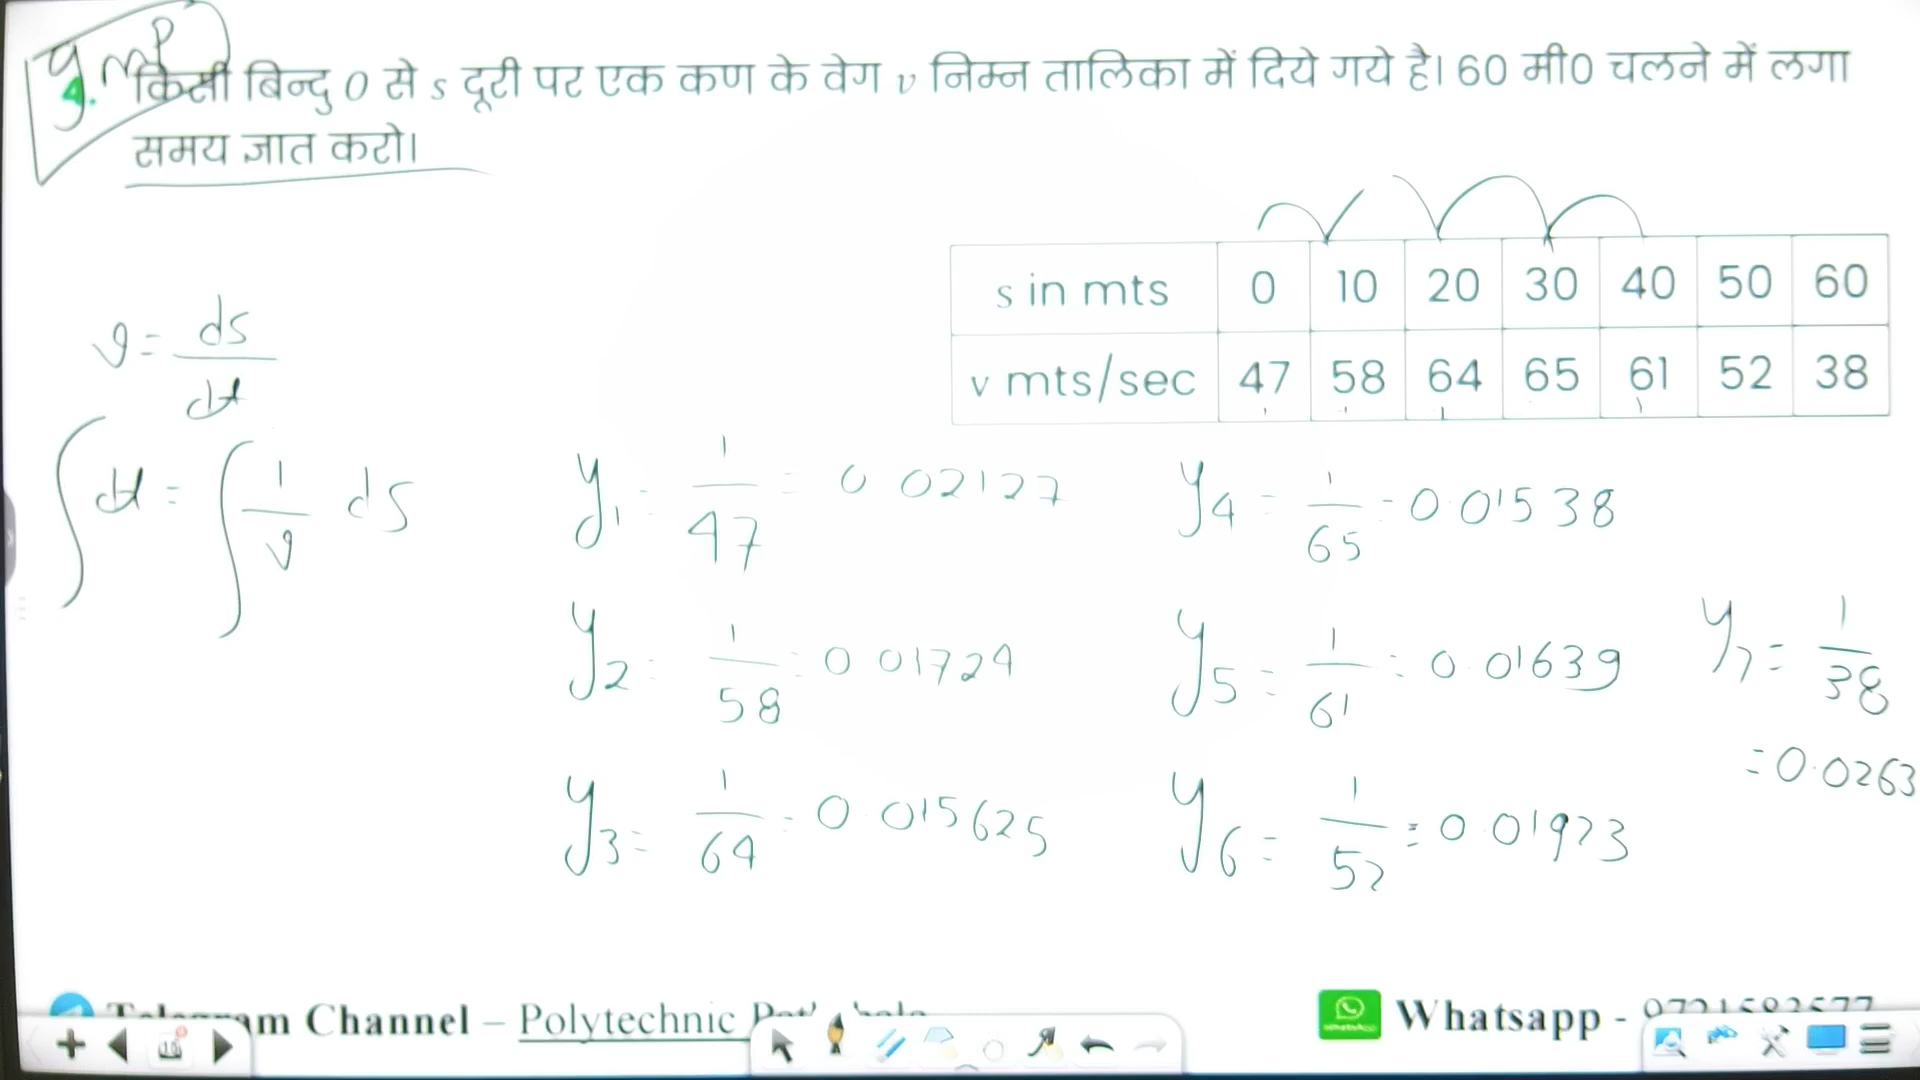 Imp
4. किसी बिन्दु O से s दूरी पर एक कण के वेग v निम्न तालिका में दिये गये है। 60 मी0 चलने में लगा
समय ज्ञात करो।
s in mts 0 10 20 30 40 50 60
v mts/sec 47 58 64 65 61 52 38
v = ds/dt
∫dt = ∫ 1/v ds
y1 = 1/47 = 0.02127
y2 = 1/58 = 0.01724
y3 = 1/64 = 0.015625
y4 = 1/65 = 0.01538
y5 = 1/61 = 0.01639
y6 = 1/52 = 0.01923
y7 = 1/38
= 0.0263
Telegram Channel – Polytechnic
Whatsapp -